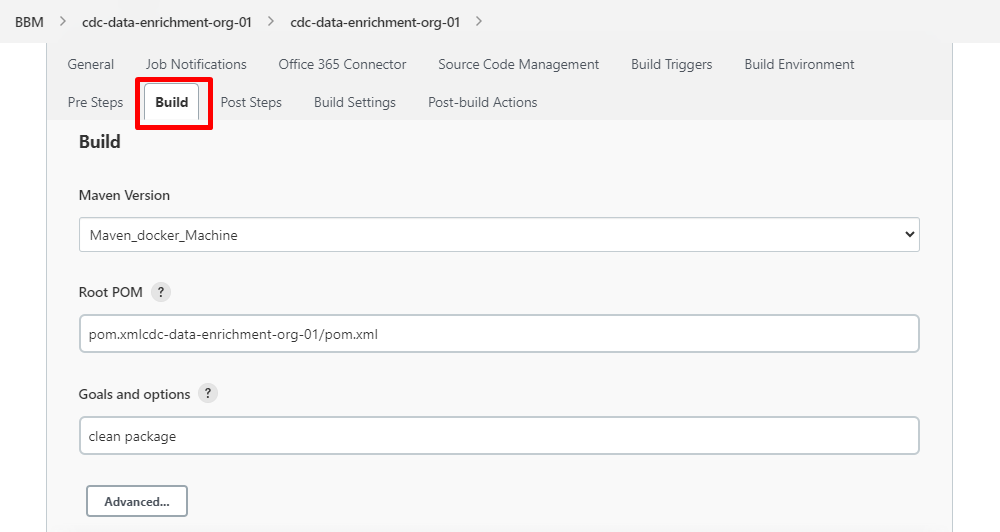 BBM > cdc-data-enrichment-org-01 > cdc-data-enrichment-org-01 >
General Job Notifications Office 365 Connector Source Code Management Build Triggers Build Environment
Pre Steps Build Post Steps Build Settings Post-build Actions
Build
Maven Version
Maven_docker_Machine
Root POM ?
pom.xmlcdc-data-enrichment-org-01/pom.xml
Goals and options ?
clean package
Advanced...